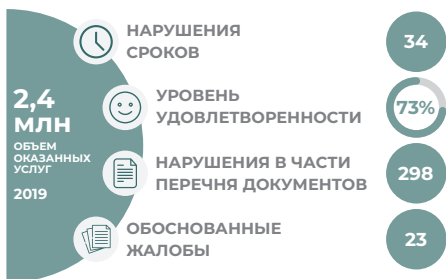 2,4
МЛН
ОБЪЕМ
ОКАЗАННЫХ
УСЛУГ
2019
НАРУШЕНИЯ
СРОКОВ
34
УРОВЕНЬ
УДОВЛЕТВОРЕННОСТИ
73%
НАРУШЕНИЯ В ЧАСТИ
ПЕРЕЧНЯ ДОКУМЕНТОВ
298
ОБОСНОВАННЫЕ
ЖАЛОБЫ
23